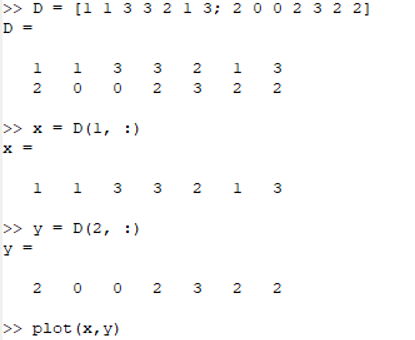 >> D = [1 1 3 3 2 1 3; 2 0 0 2 3 2 2]
D =
1 1 3 3 2 1 3
2 0 0 2 3 2 2
>> x = D(1, :)
x =
1 1 3 3 2 1 3
>> y = D(2, :)
y =
2 0 0 2 3 2 2
>> plot(x,y)